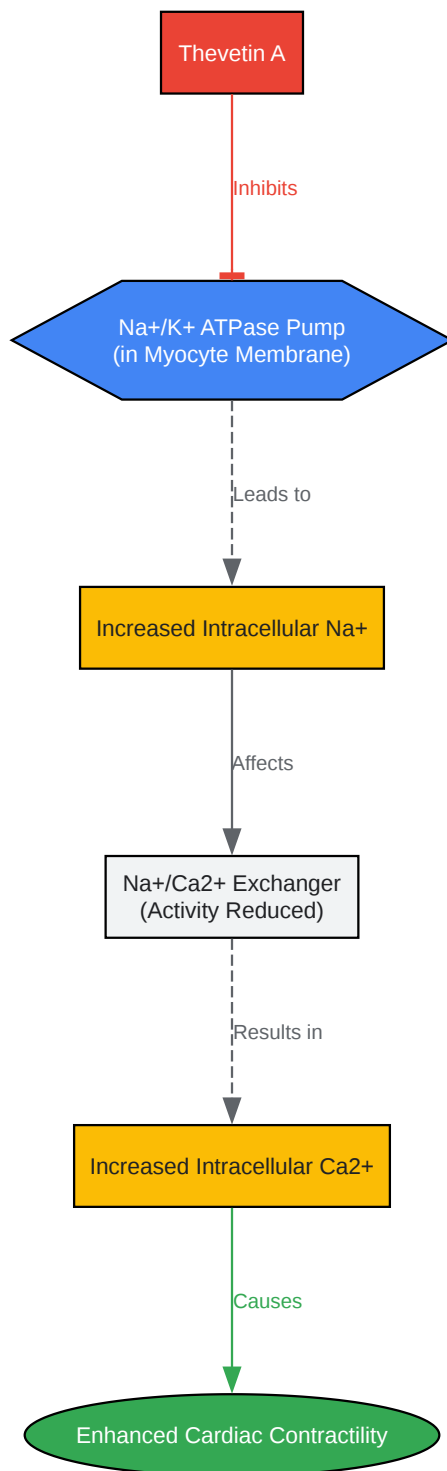 Thevetin A
Inhibits
Na+/K+ ATPase Pump
(in Myocyte Membrane)
Leads to
Increased Intracellular Na+
Affects
Na+/Ca2+ Exchanger
(Activity Reduced)
Results in
Increased Intracellular Ca2+
Causes
Enhanced Cardiac Contractility